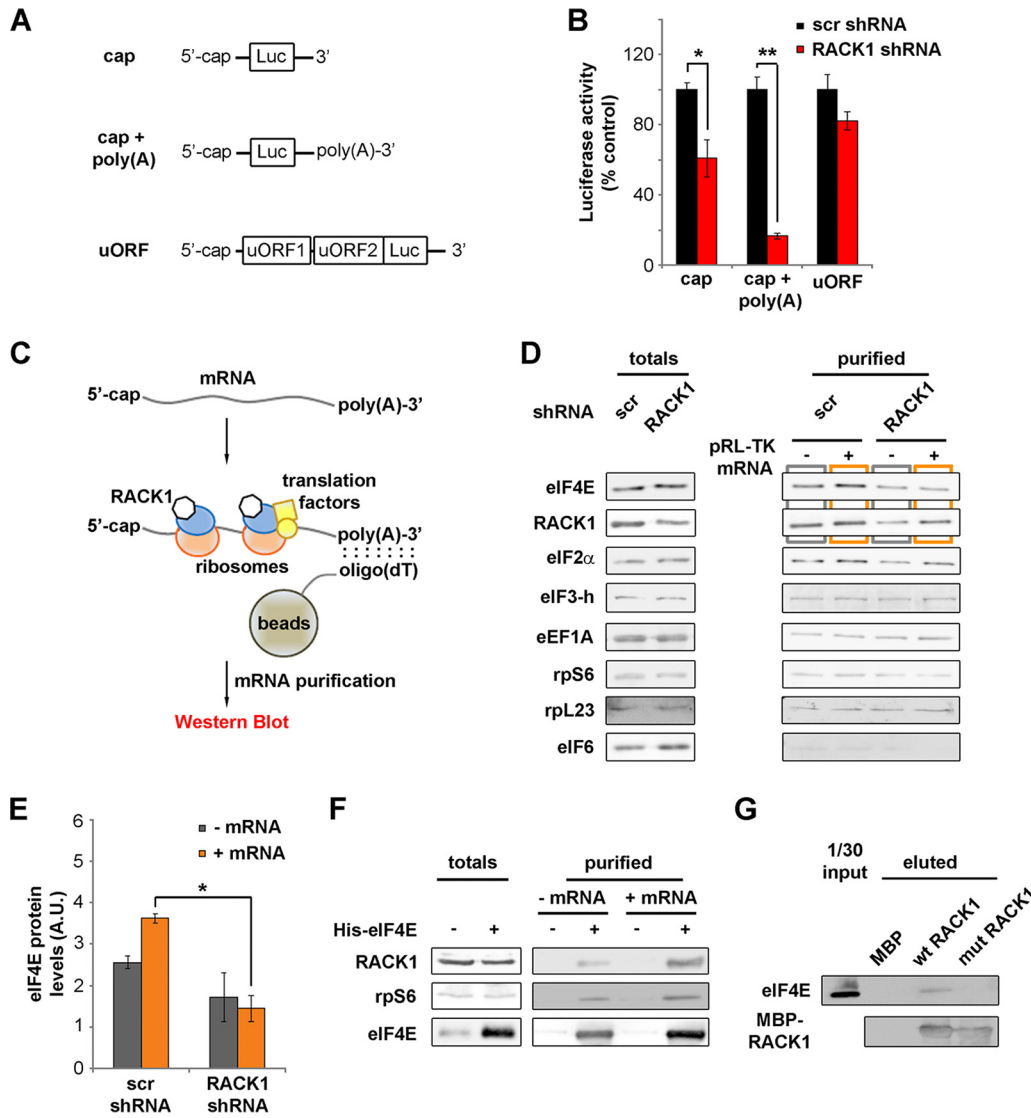 A
cap
5'-cap
Luc
3'
cap +
poly(A)
5'-cap
Luc
poly(A)-3'
uORF
5'-cap
uORF1
uORF2
Luc
3'
B
scr shRNA
RACK1 shRNA
Luciferase activity
(% control)
120
80
40
0
*
**
cap
cap +
poly(A)
uORF
C
mRNA
5'-cap
poly(A)-3'
RACK1
translation
factors
5'-cap
poly(A)-3'
ribosomes
oligo(dT)
beads
mRNA purification
Western Blot
D
totals
purified
shRNA
scr
RACK1
scr
RACK1
pRL-TK
mRNA
- + - +
eIF4E
RACK1
eIF2α
eIF3-h
eEF1A
rpS6
rpL23
eIF6
E
- mRNA
+ mRNA
eIF4E protein
levels (A.U.)
6
5
4
3
2
1
0
*
scr
shRNA
RACK1
shRNA
F
totals
purified
- mRNA
+ mRNA
His-eIF4E
- + - + - +
RACK1
rpS6
eIF4E
G
1/30
input
eluted
MBP
wt RACK1
mut RACK1
eIF4E
MBP-
RACK1